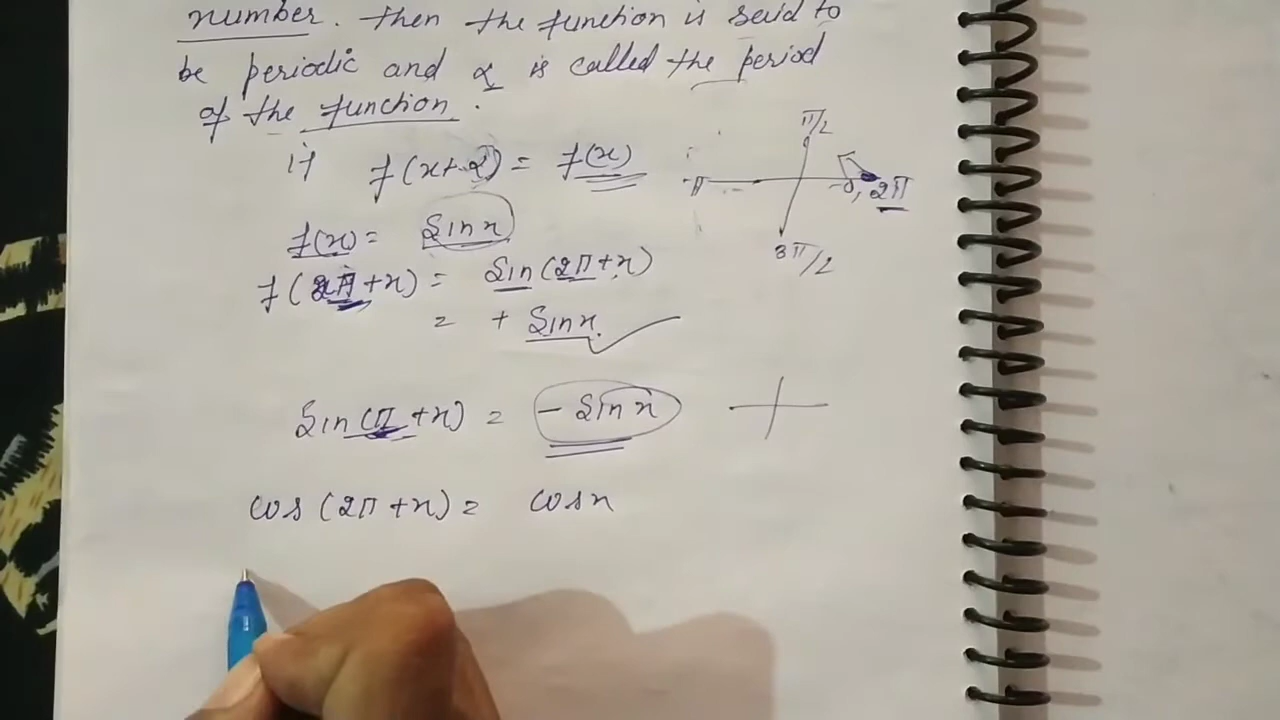 number. then the function is said to
be periodic and α is called the period
of the function.
if f(x+α) = f(x)
π/2
π
0, 2π
3π/2
f(x) = Sin x
f(2π+x) = Sin(2π+x)
= + Sin x.
Sin(π+x) = - Sin x
cos(2π+x) = cos x